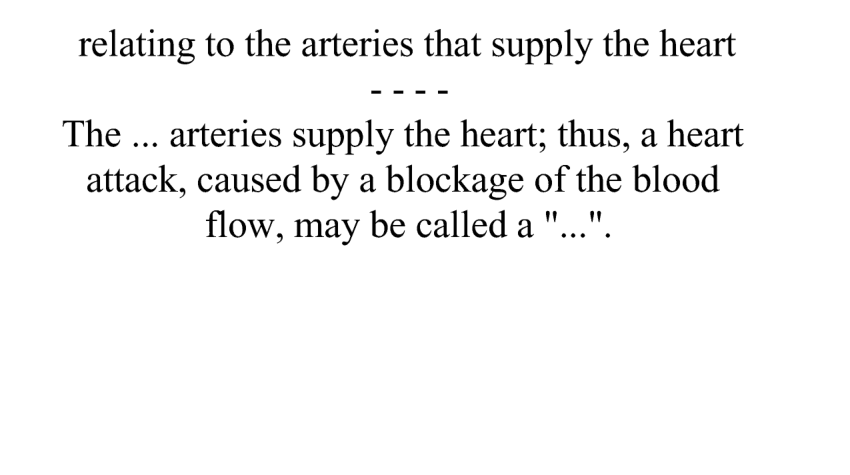 relating to the arteries that supply the heart
- - - -
The ... arteries supply the heart; thus, a heart
attack, caused by a blockage of the blood
flow, may be called a "...".